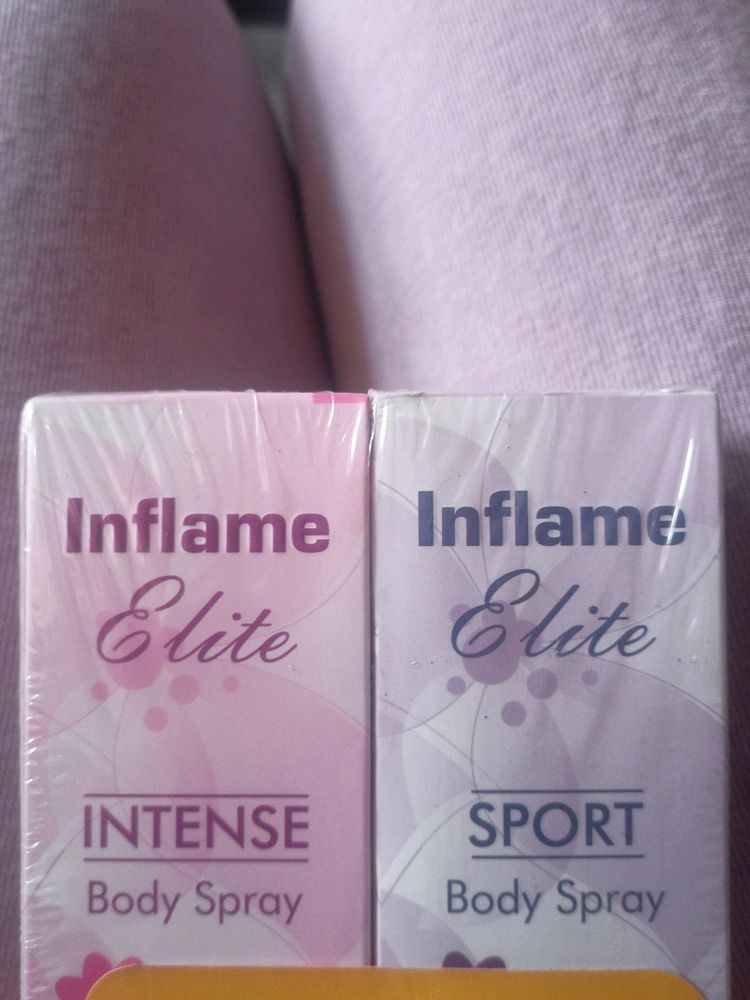 Inflame
Elite
INTENSE
Body Spray
Inflame
Elite
SPORT
Body Spray